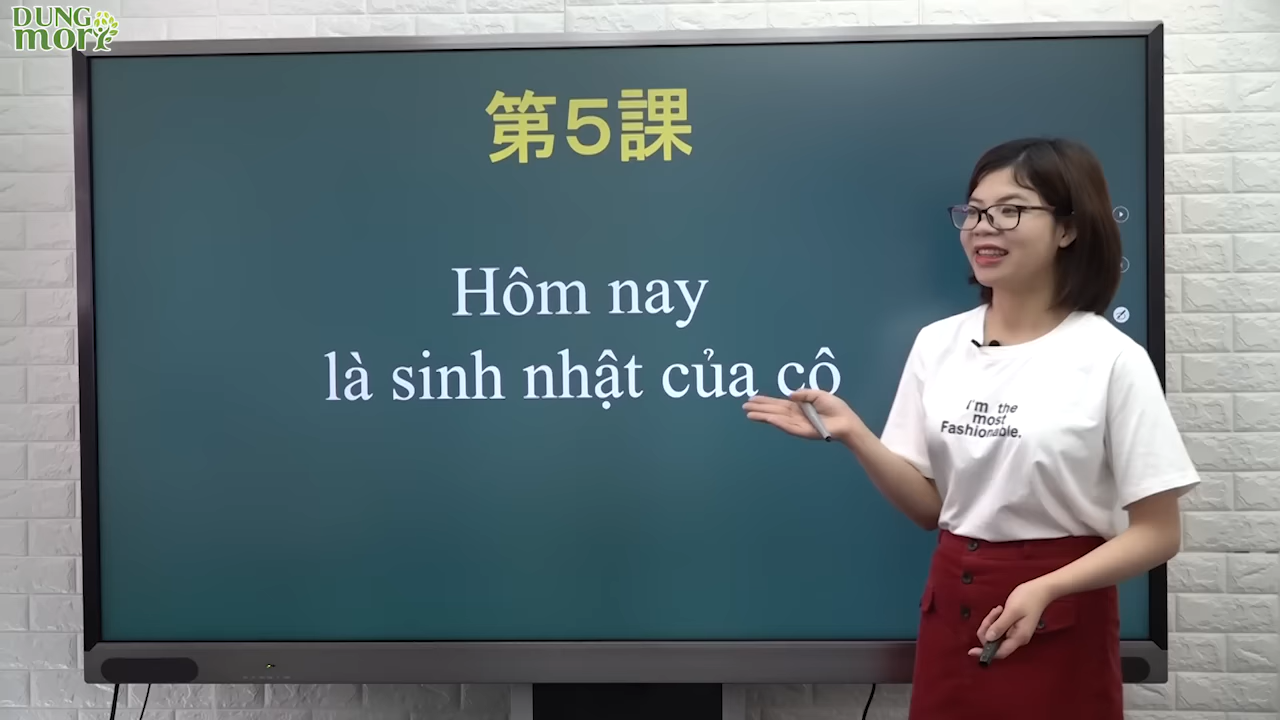 DUNG
mori
第5課
Hôm nay
là sinh nhật của cô
I'm the
most
Fashionable.